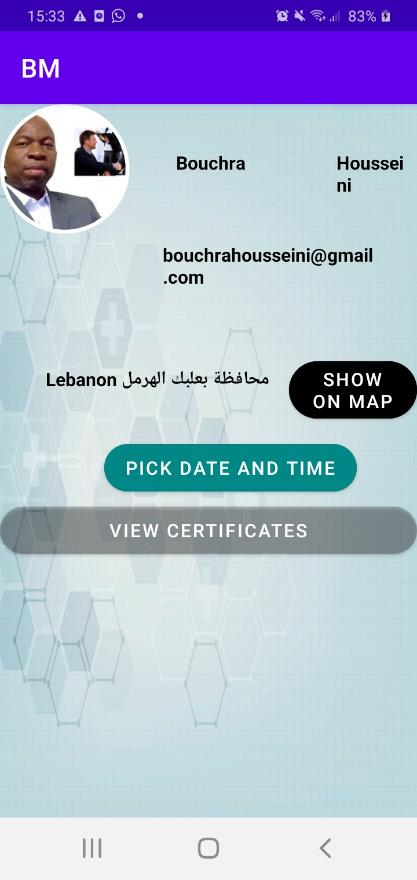 15:33
83%
BM
Bouchra
Houssei
ni
bouchrahousseini@gmail
.com
Lebanon محافظة بعلبك الهرمل
SHOW
ON MAP
PICK DATE AND TIME
VIEW CERTIFICATES